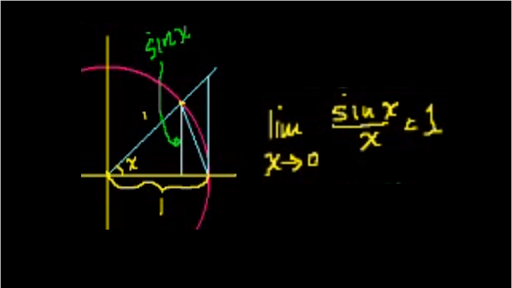 sin x
1
x
1
lim sin x / x = 1
x→0